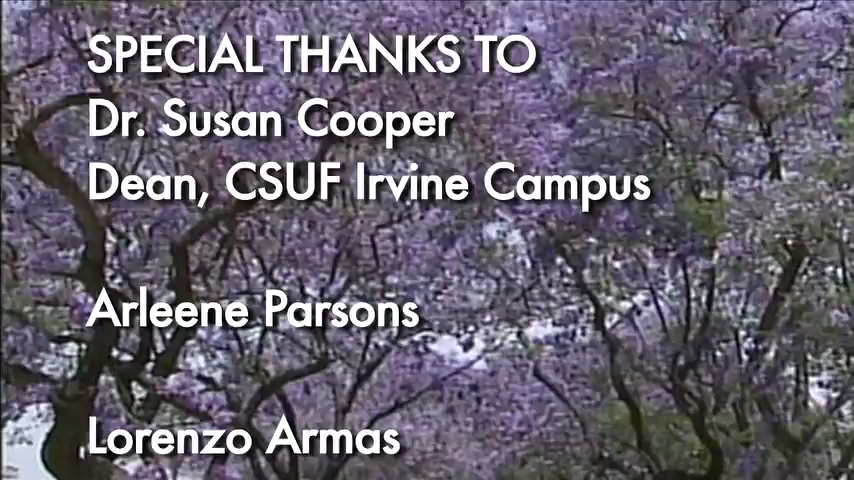 SPECIAL THANKS TO
Dr. Susan Cooper
Dean, CSUF Irvine Campus
Arleene Parsons
Lorenzo Armas